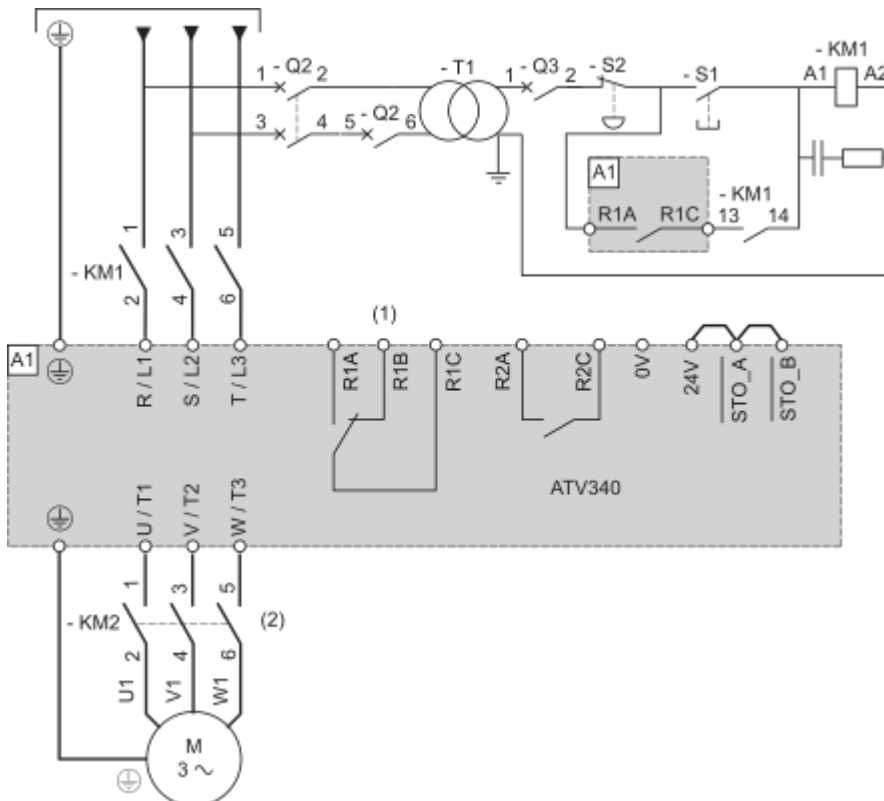 1 - Q2 2
- T1
1 - Q3 2
- S2
- S1
- KM1
A1 A2
3 4 5 - Q2 6
A1
R1A R1C
- KM1
13 14
1 3 5
- KM1
2 4 6
(1)
A1
R / L1
S / L2
T / L3
R1A
R1B
R1C
R2A
R2C
0V
24V
STO_A
STO_B
ATV340
U / T1
V / T2
W / T3
1 3 5
- KM2
(2)
2 4 6
U1
V1
W1
M
3 ~